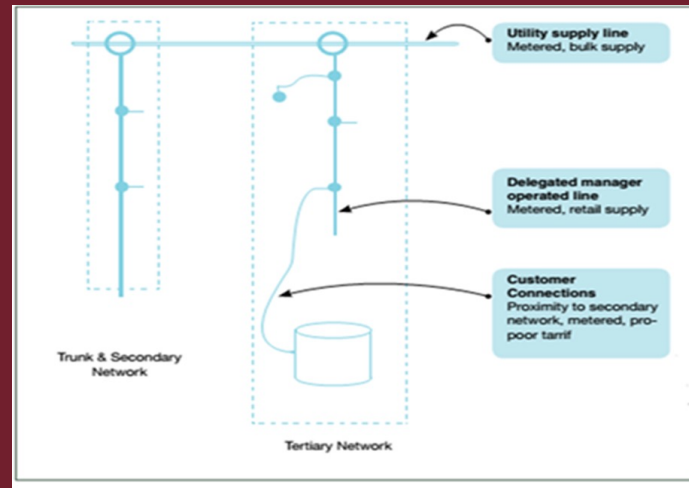 Utility supply line
Metered, bulk supply
Delegated manager
operated line
Metered, retail supply
Customer
Connections
Proximity to secondary
network, metered, pro-
poor tarrif
Trunk & Secondary
Network
Tertiary Network